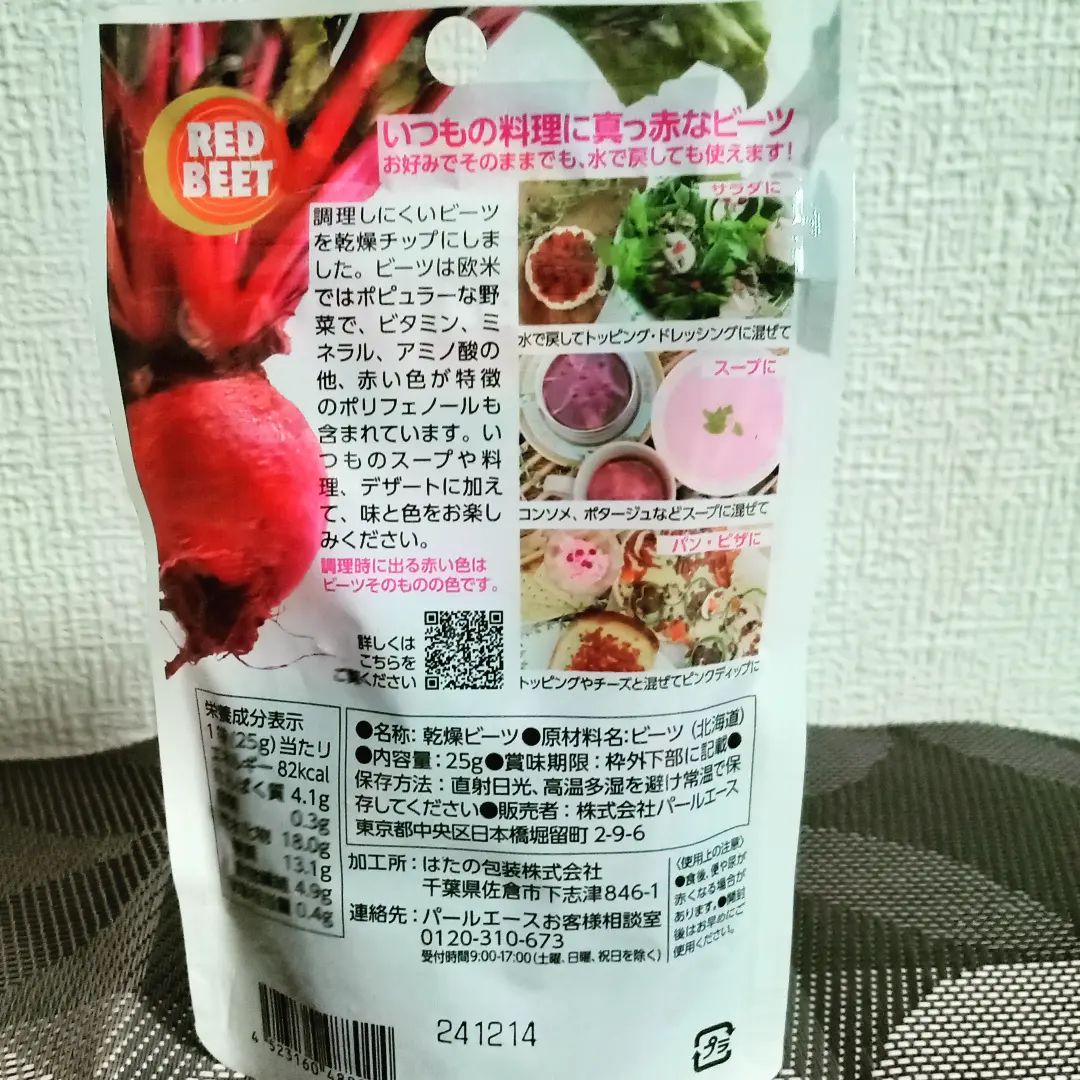 RED
BEET
いつもの料理に真っ赤なビーツ
お好みでそのままでも、水で戻しても使えます!
調理しにくいビーツ
を乾燥チップにしま
した。ビーツは欧米
ではポピュラーな野
菜で、ビタミン、ミ
ネラル、アミノ酸の
他、赤い色が特徴
のポリフェノールも
含まれています。い
つものスープや料
理、デザートに加え
て、味と色をお楽し
みください。
調理時に出る赤い色は
ビーツそのものの色です。
詳しくは
こちらを
ご覧ください
サラダに
水で戻してトッピング・ドレッシングに混ぜて
スープに
コンソメ、ポタージュなどスープに混ぜて
パン・ピザに
トッピングやチーズと混ぜてピンクディップに
栄養成分表示
1袋(25g)当たり
エネルギー 82kcal
たんぱく質 4.1g
0.3g
18.0g
13.1g
4.9g
0.4g
●名称:乾燥ビーツ●原材料名:ビーツ(北海道)
●内容量:25g●賞味期限:枠外下部に記載●
保存方法:直射日光、高温多湿を避け常温で保
存してください●販売者:株式会社パールエース
東京都中央区日本橋堀留町 2-9-6
加工所:はたの包装株式会社
千葉県佐倉市下志津846-1
連絡先:パールエースお客様相談室
0120-310-673
受付時間9:00-17:00(土曜、日曜、祝日を除く)
〈使用上の注意〉
●食後、便や尿が
赤くなる場合が
あります。●開封
後はお早めにご
使用ください。
4 523160
241214
プラ